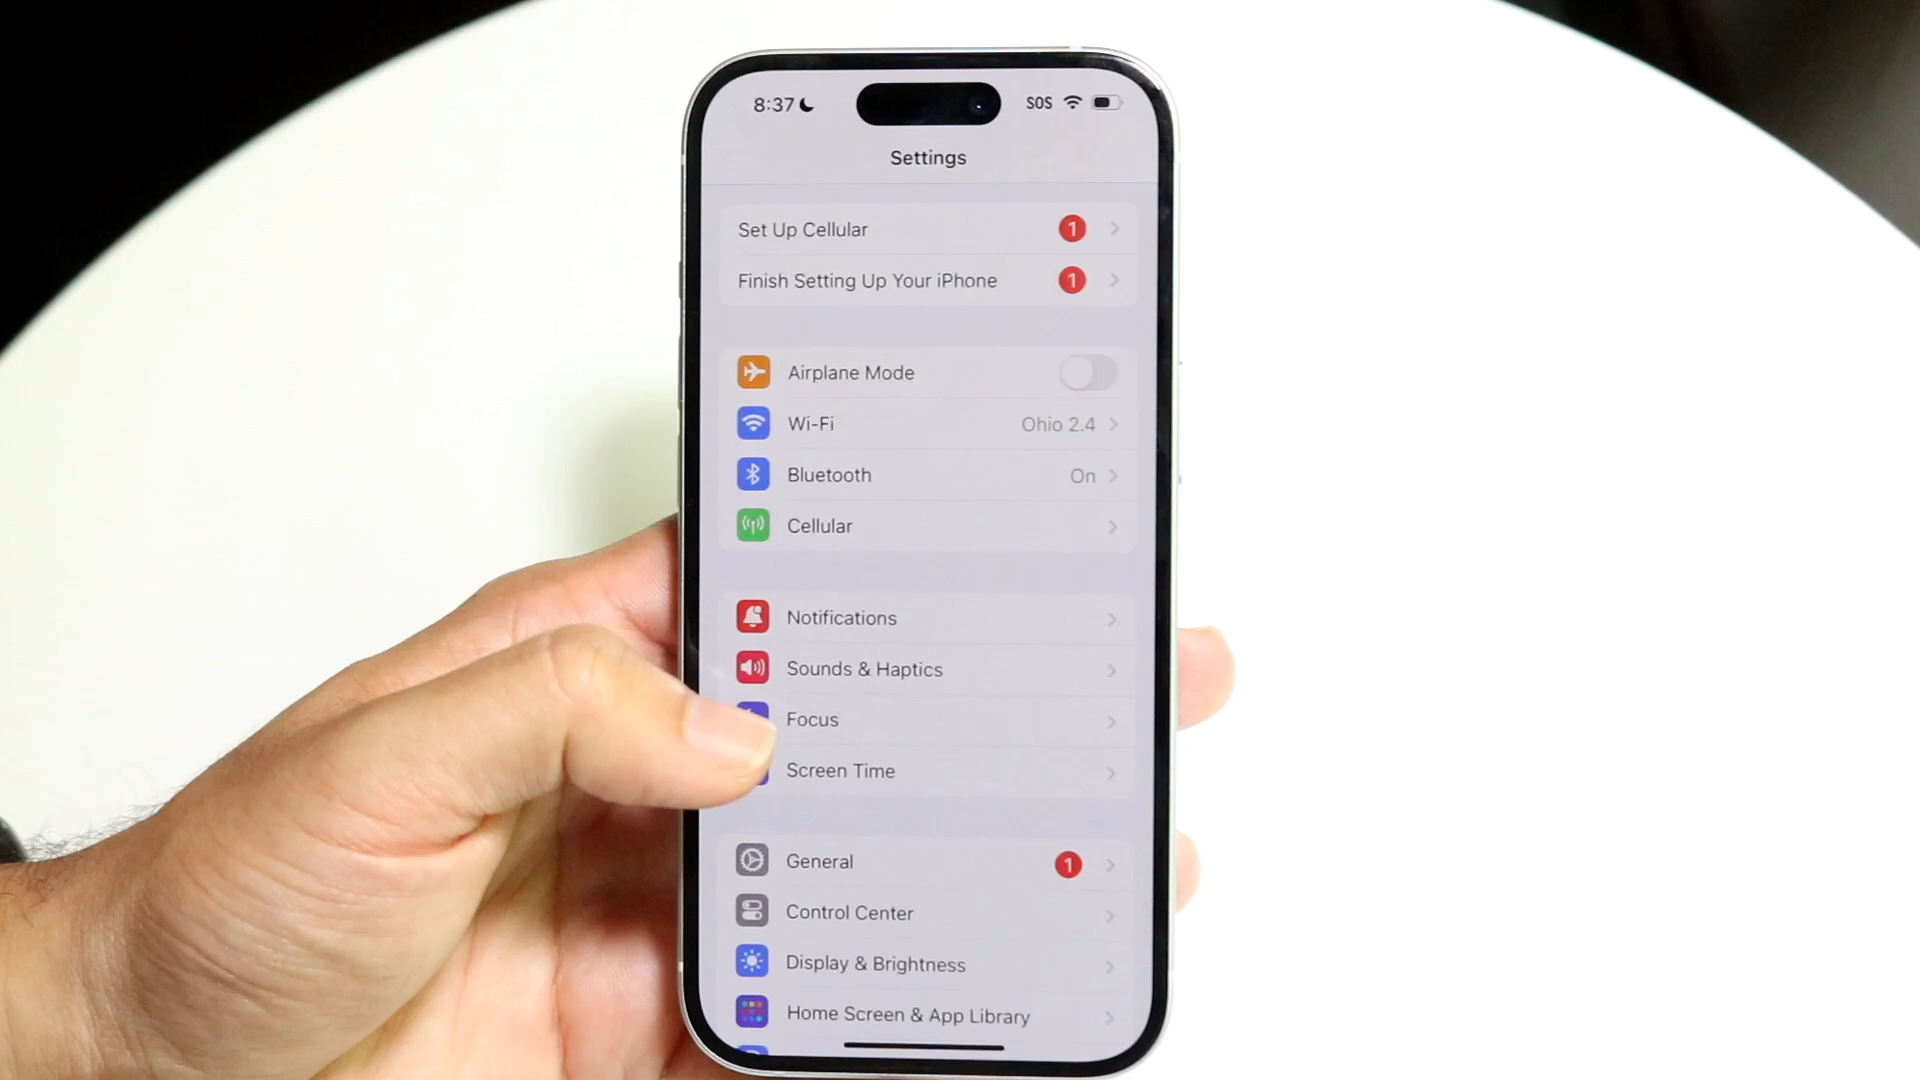 8:37
SOS
Settings
Set Up Cellular 1
Finish Setting Up Your iPhone 1
Airplane Mode
Wi-Fi Ohio 2.4
Bluetooth On
Cellular
Notifications
Sounds & Haptics
Focus
Screen Time
General 1
Control Center
Display & Brightness
Home Screen & App Library